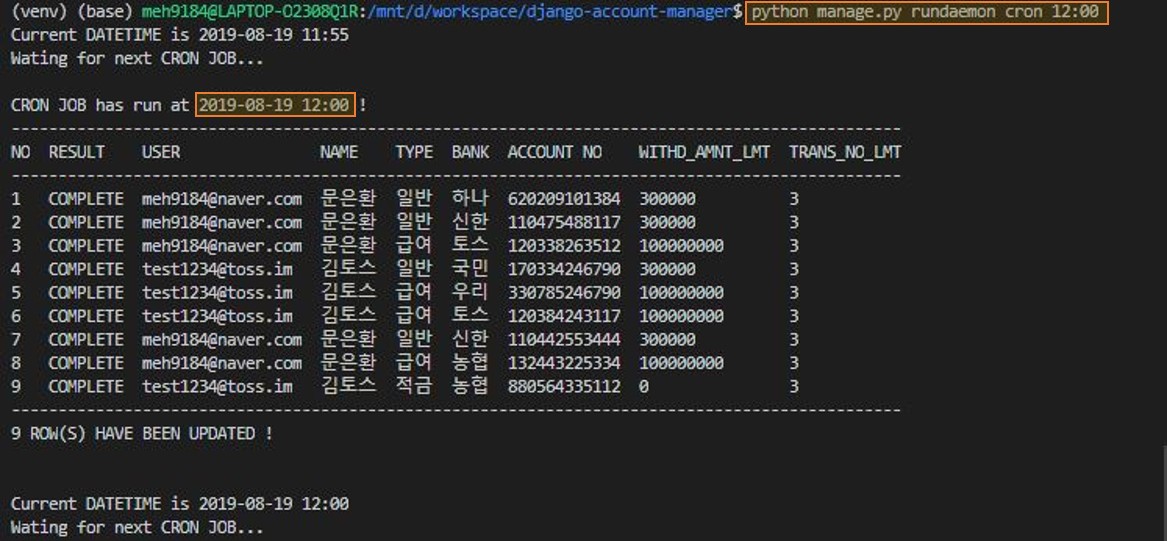 (venv) (base) meh9184@LAPTOP-O2308Q1R:/mnt/d/workspace/django-account-manager$ python manage.py rundaemon cron 12:00
Current DATETIME is 2019-08-19 11:55
Wating for next CRON JOB...
CRON JOB has run at 2019-08-19 12:00 !
-----------------------------------------------------------------------------------------------
NO RESULT USER NAME TYPE BANK ACCOUNT NO WITHD_AMNT_LMT TRANS_NO_LMT
-----------------------------------------------------------------------------------------------
1 COMPLETE meh9184@naver.com 문은환 일반 하나 620209101384 300000 3
2 COMPLETE meh9184@naver.com 문은환 일반 신한 110475488117 300000 3
3 COMPLETE meh9184@naver.com 문은환 급여 토스 120338263512 100000000 3
4 COMPLETE test1234@toss.im 김토스 일반 국민 170334246790 300000 3
5 COMPLETE test1234@toss.im 김토스 급여 우리 330785246790 100000000 3
6 COMPLETE test1234@toss.im 김토스 급여 토스 120384243117 100000000 3
7 COMPLETE meh9184@naver.com 문은환 일반 신한 110442553444 300000 3
8 COMPLETE meh9184@naver.com 문은환 급여 농협 132443225334 100000000 3
9 COMPLETE test1234@toss.im 김토스 적금 농협 880564335112 0 3
-----------------------------------------------------------------------------------------------
9 ROW(S) HAVE BEEN UPDATED !
Current DATETIME is 2019-08-19 12:00
Wating for next CRON JOB...